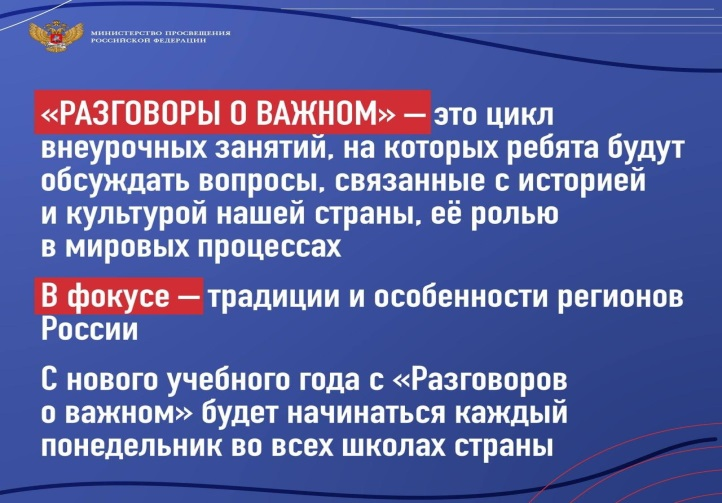 МИНИСТЕРСТВО ПРОСВЕЩЕНИЯ
РОССИЙСКОЙ ФЕДЕРАЦИИ
«РАЗГОВОРЫ О ВАЖНОМ» — это цикл
внеурочных занятий, на которых ребята будут
обсуждать вопросы, связанные с историей
и культурой нашей страны, её ролью
в мировых процессах
В фокусе — традиции и особенности регионов
России
С нового учебного года с «Разговоров
о важном» будет начинаться каждый
понедельник во всех школах страны